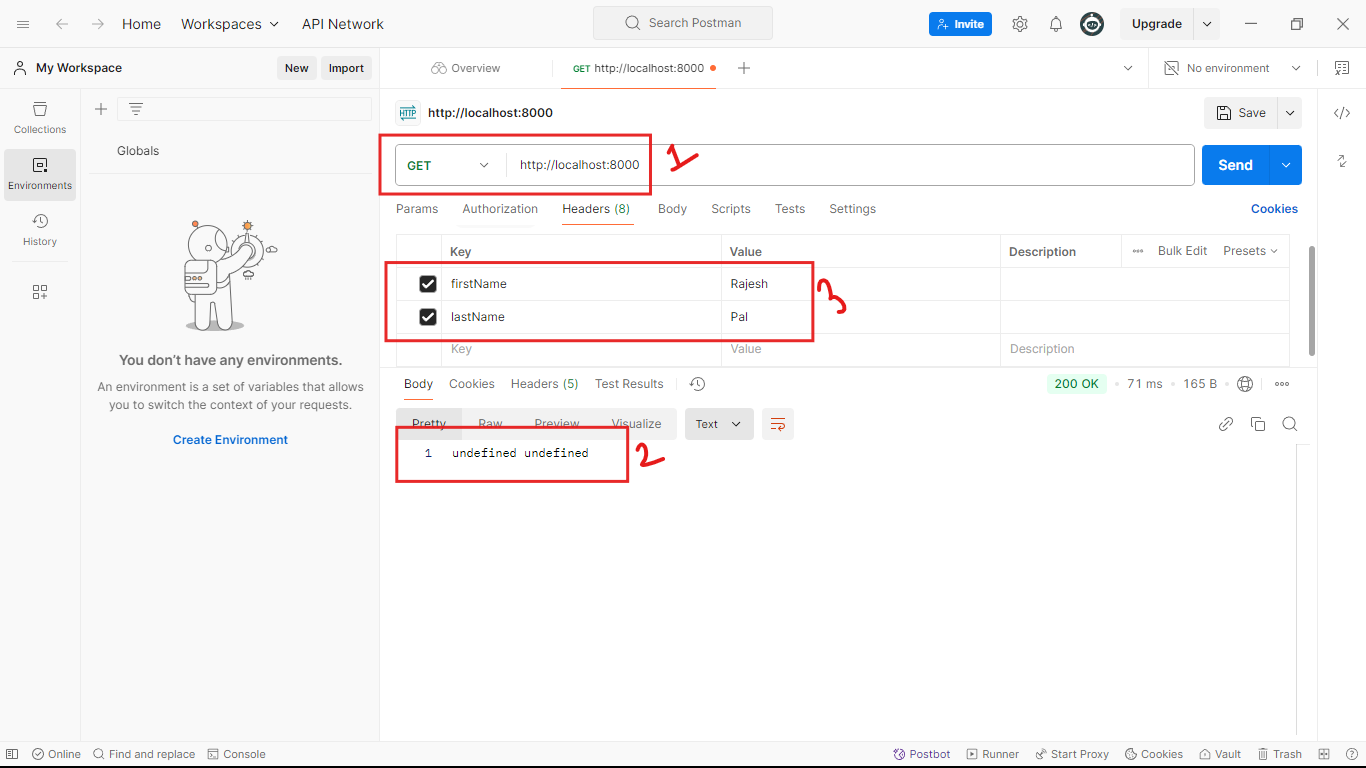 Home Workspaces API Network Search Postman Invite Upgrade
My Workspace New Import Overview GET http://localhost:8000 No environment
Collections
Environments
History
Globals
You don't have any environments.
An environment is a set of variables that allows
you to switch the context of your requests.
Create Environment
HTTP http://localhost:8000 Save
GET http://localhost:8000 1 Send
Params Authorization Headers (8) Body Scripts Tests Settings Cookies
Key Value Description Bulk Edit Presets
firstName Rajesh
3
lastName Pal
Key Value Description
Body Cookies Headers (5) Test Results 200 OK 71 ms 165 B
Pretty Raw Preview Visualize Text
1 undefined undefined 2
Online Find and replace Console Postbot Runner Start Proxy Cookies Vault Trash